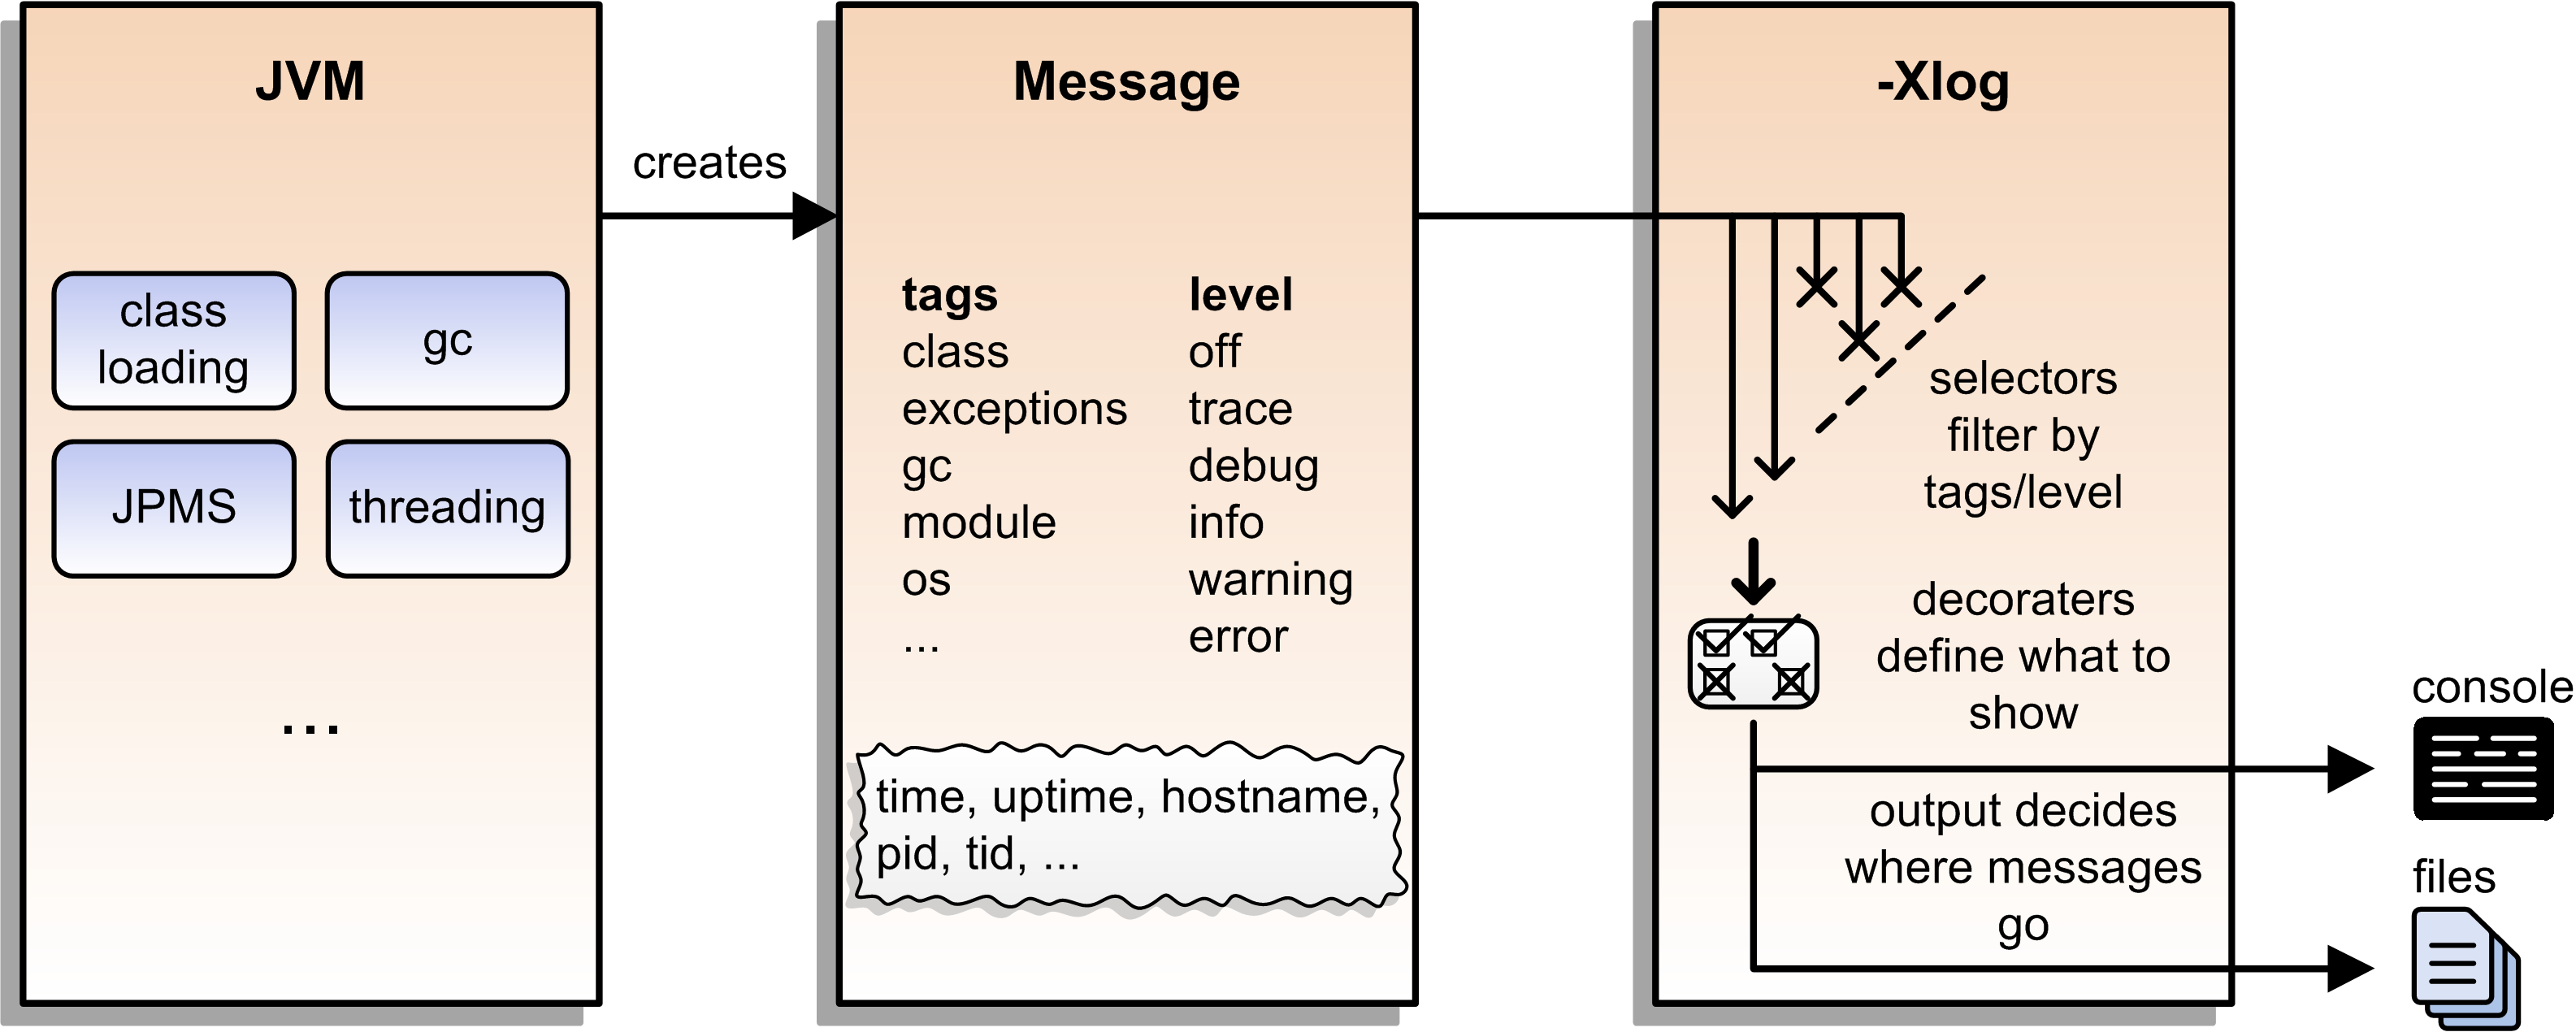 JVM
class
loading
gc
JPMS
threading
...
creates
Message
tags
class
exceptions
gc
module
os
...
level
off
trace
debug
info
warning
error
time, uptime, hostname,
pid, tid, ...
-Xlog
selectors
filter by
tags/level
decoraters
define what to
show
output decides
where messages
go
console
files